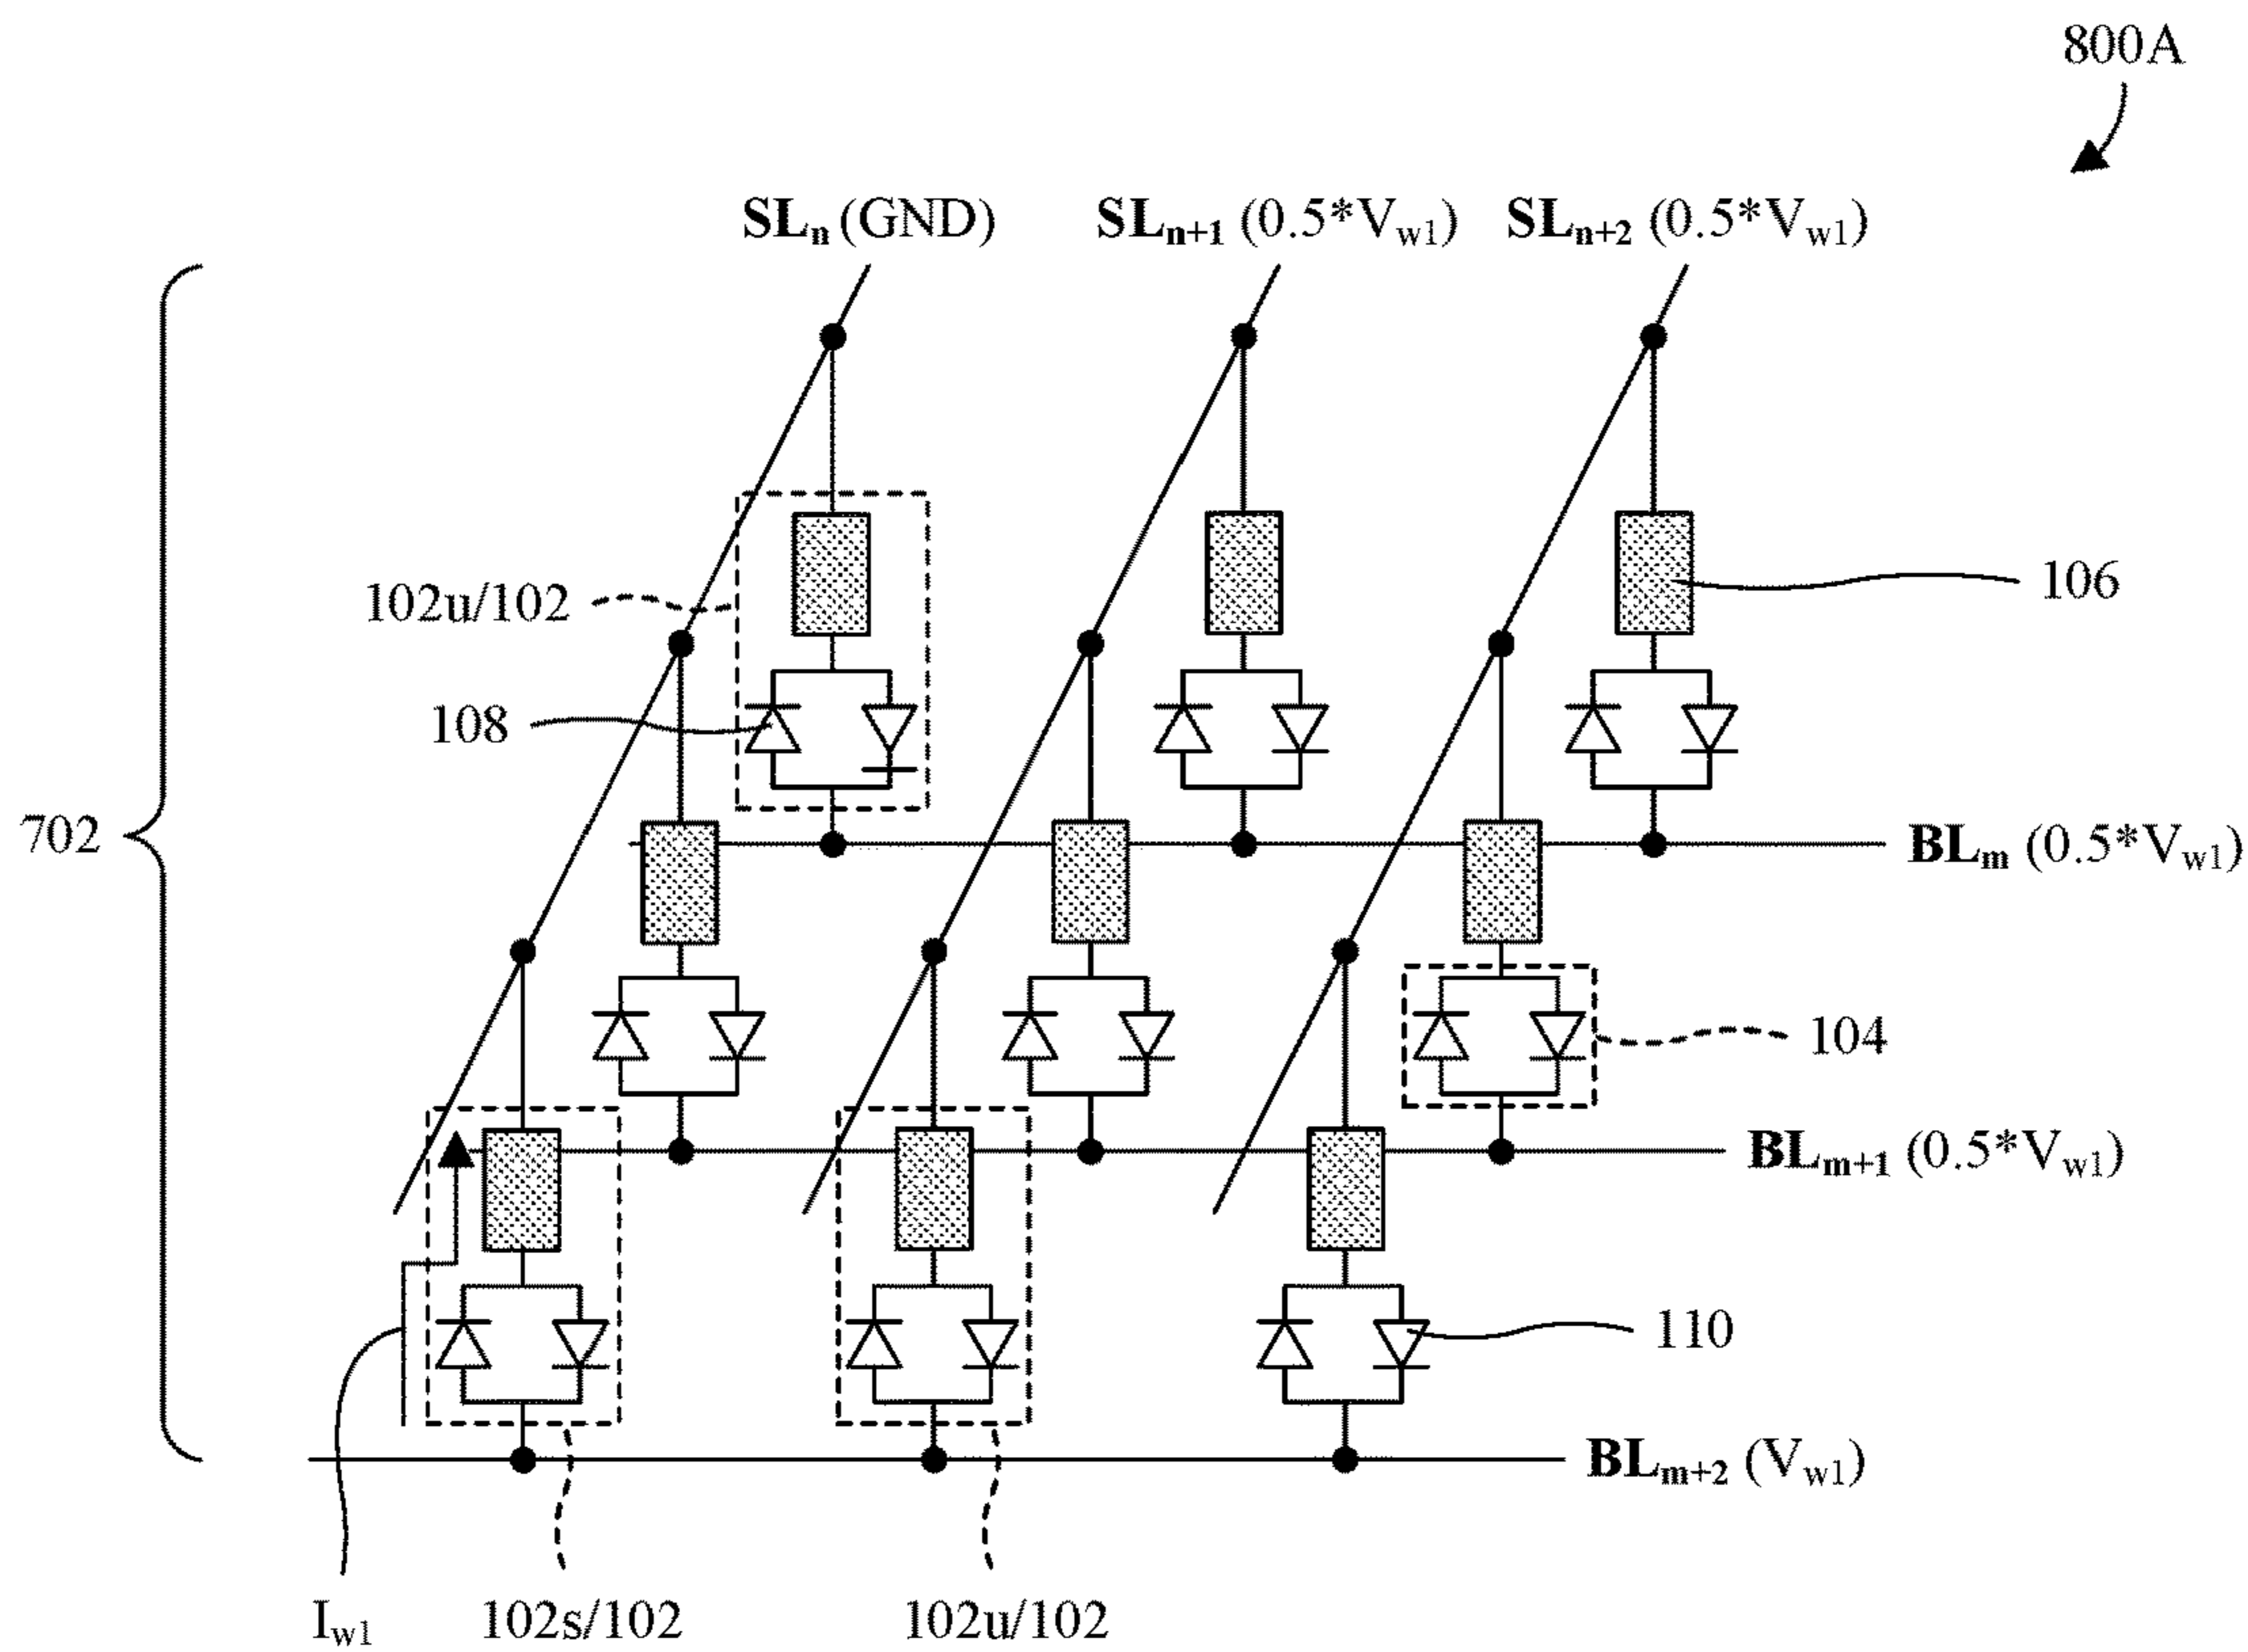 800A
SLn (GND) SLn+1 (0.5*Vw1) SLn+2 (0.5*Vw1)
102u/102
106
108
702
BLm (0.5*Vw1)
104
BLm+1 (0.5*Vw1)
110
BLm+2 (Vw1)
Iw1 102s/102 102u/102